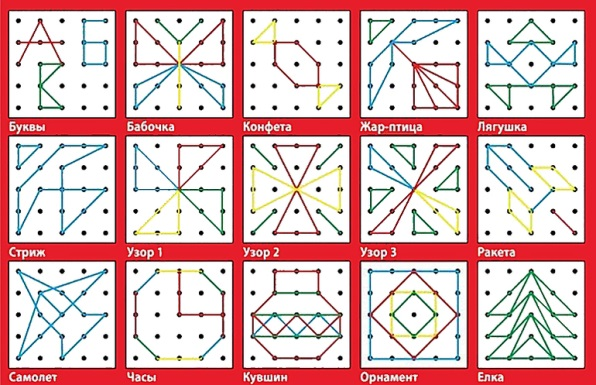 Буквы
Бабочка
Конфета
Жар-птица
Лягушка
Стриж
Узор 1
Узор 2
Узор 3
Ракета
Самолет
Часы
Кувшин
Орнамент
Елка